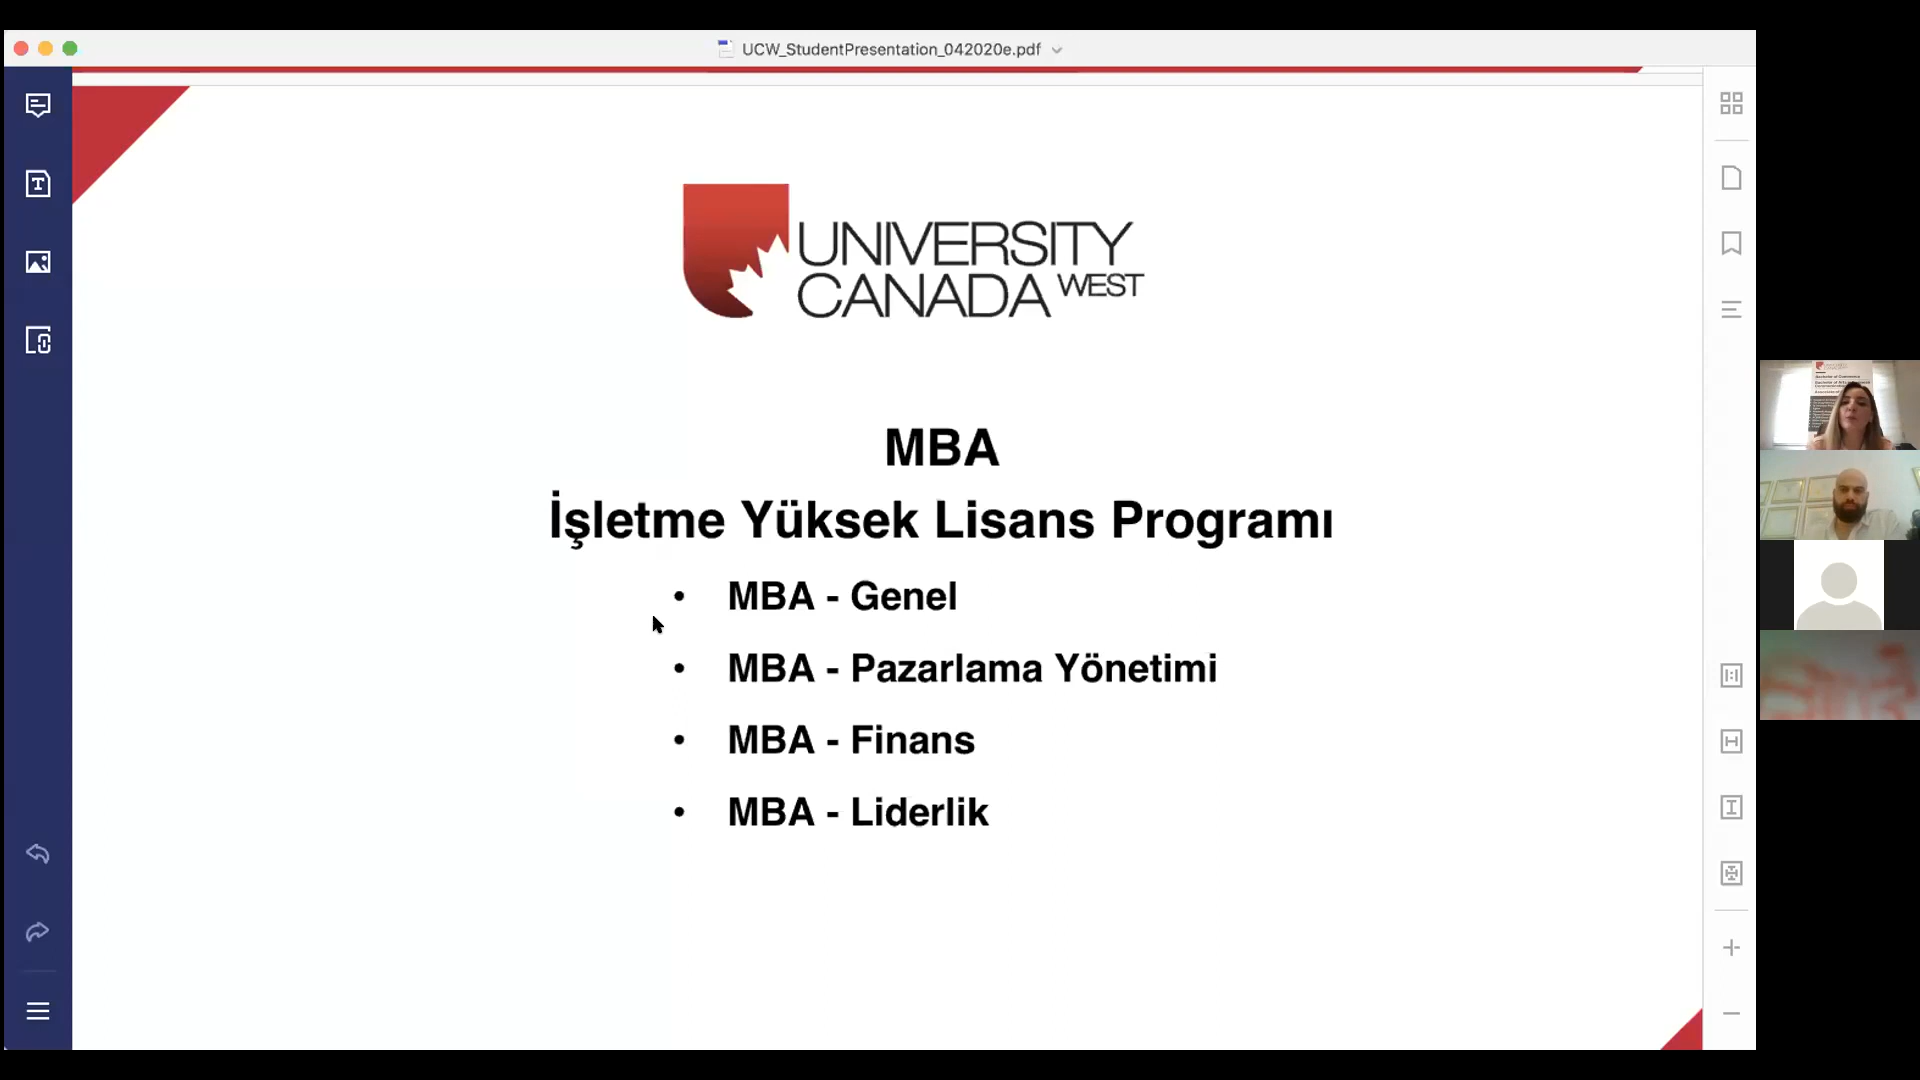 UCW_StudentPresentation_042020e.pdf
UNIVERSITY
CANADA WEST
MBA
İşletme Yüksek Lisans Programı
• MBA - Genel
• MBA - Pazarlama Yönetimi
• MBA - Finans
• MBA - Liderlik